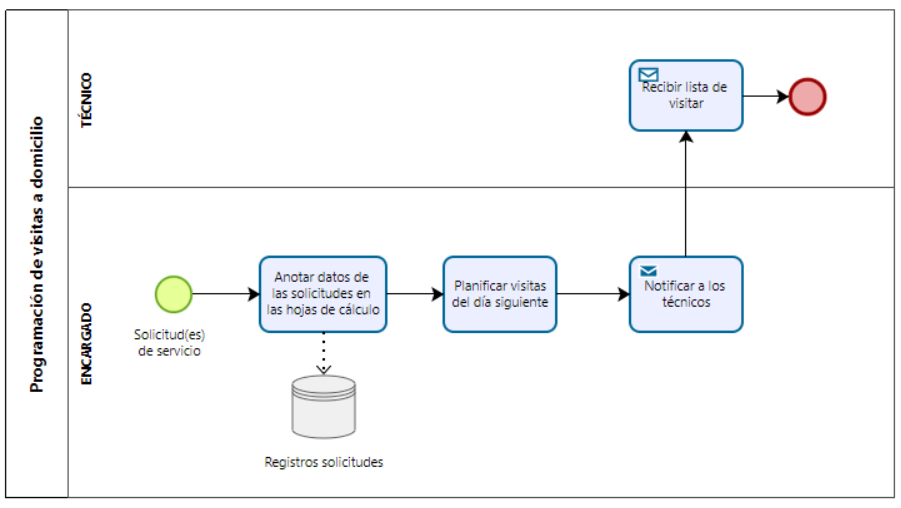 Programación de visitas a domicilio
TÉCNICO
Recibir lista de
visitar
ENCARGADO
Solicitud(es)
de servicio
Anotar datos de
las solicitudes en
las hojas de cálculo
Planificar visitas
del día siguiente
Notificar a los
técnicos
Registros solicitudes